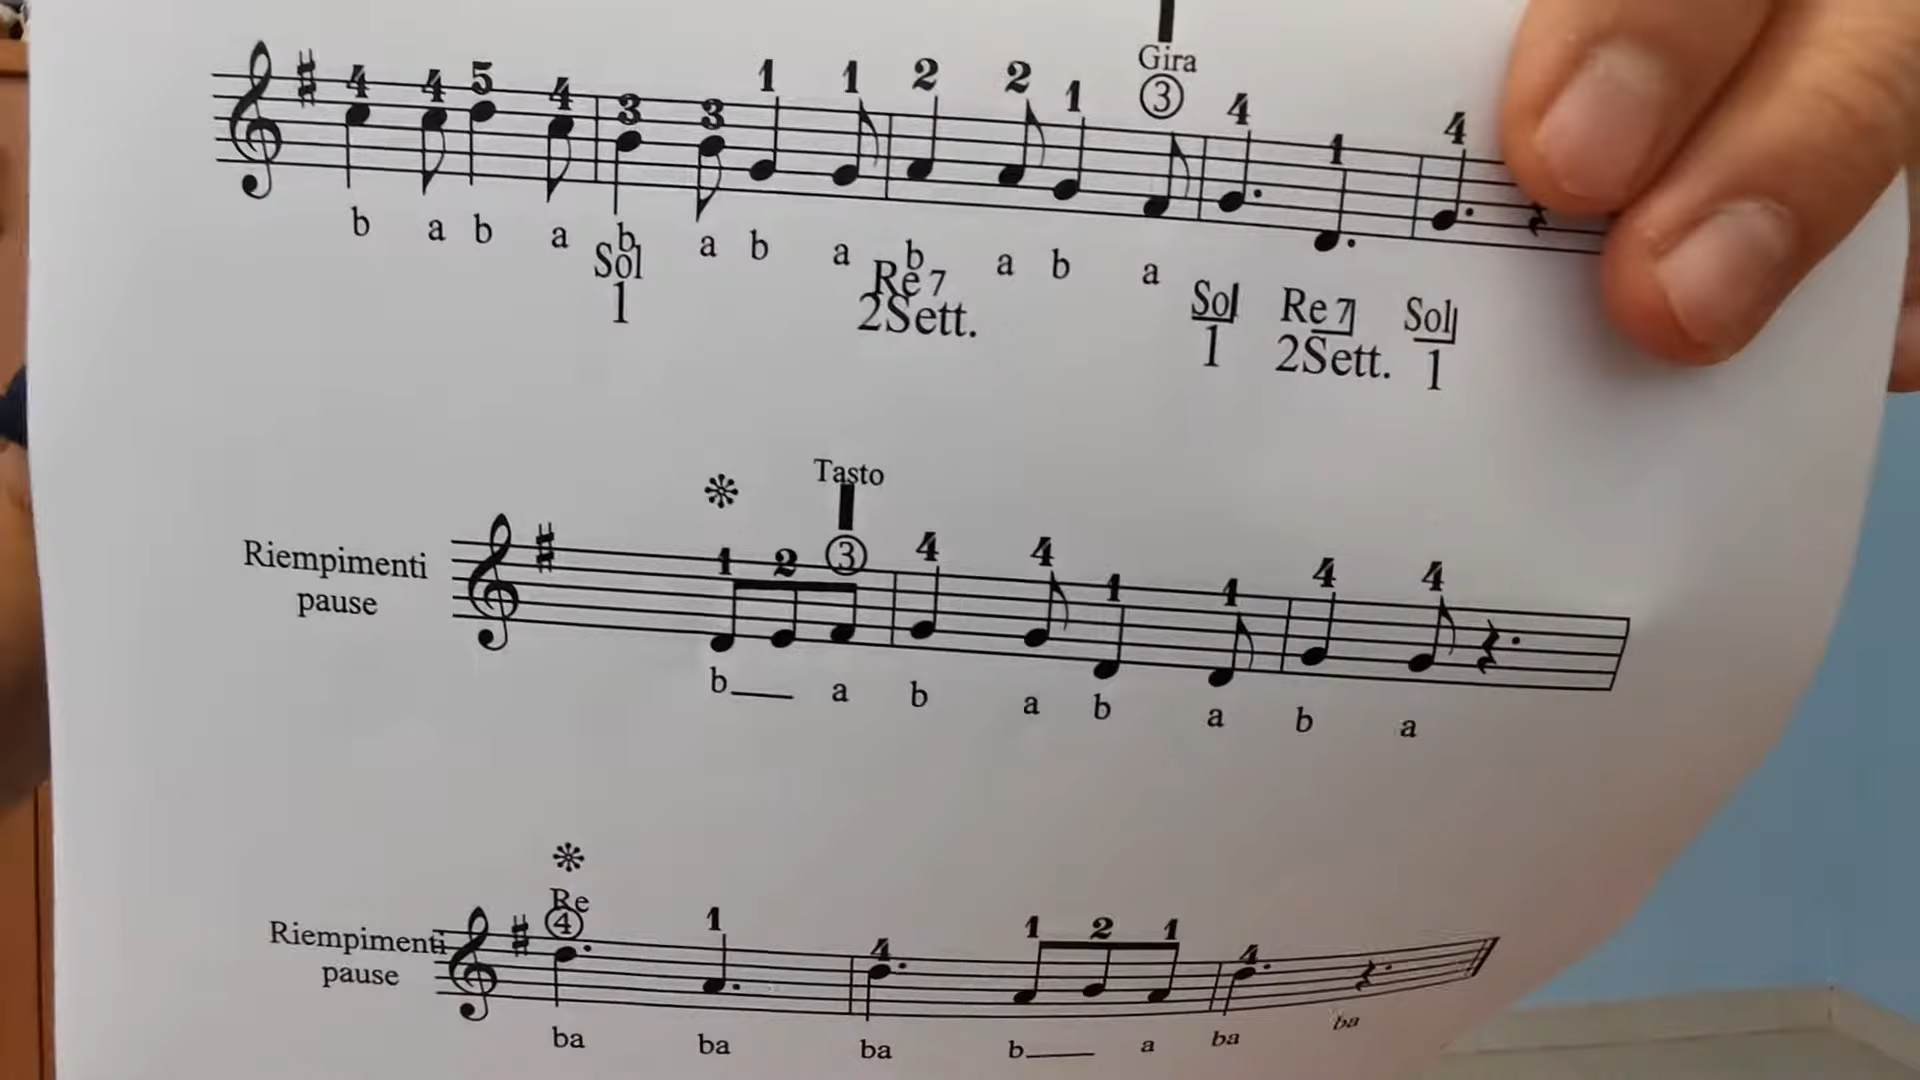 Gira
4 4 5 4 3 3 1 1 2 2 1 3 4 1 4
b a b a b a b a b a b a
Sol Re 7 Sol Re 7 Sol
1 2Sett. 1 2Sett. 1
Tasto
1 2 3 4 4 1 1 4 4
Riempimenti
pause
b a b a b a b a
Re
4 1 4 1 2 1 4
Riempimenti
pause
ba ba ba b a ba ba